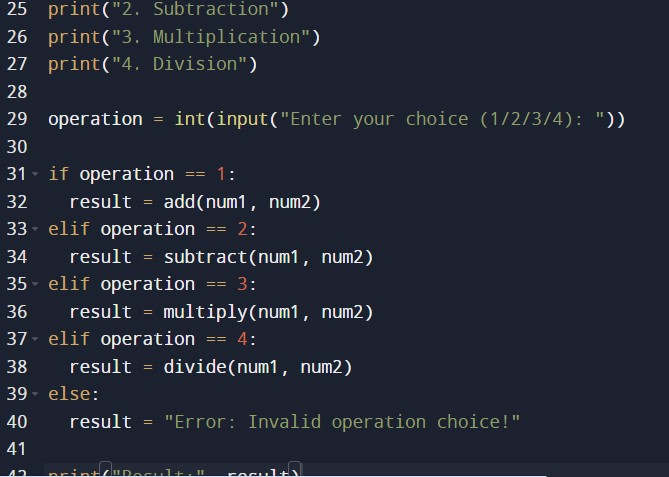 25 print("2. Subtraction")
26 print("3. Multiplication")
27 print("4. Division")
28
29 operation = int(input("Enter your choice (1/2/3/4): "))
30
31 if operation == 1:
32   result = add(num1, num2)
33 elif operation == 2:
34   result = subtract(num1, num2)
35 elif operation == 3:
36   result = multiply(num1, num2)
37 elif operation == 4:
38   result = divide(num1, num2)
39 else:
40   result = "Error: Invalid operation choice!"
41
42 print("Result:", result)